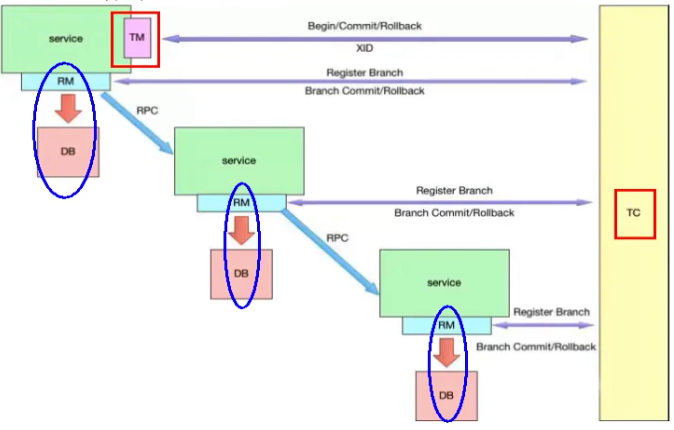 Begin/Commit/Rollback
service
TM
XID
Register Branch
RM
Branch Commit/Rollback
RPC
DB
service
Register Branch
RM
TC
Branch Commit/Rollback
RPC
DB
service
Register Branch
RM
Branch Commit/Rollback
DB